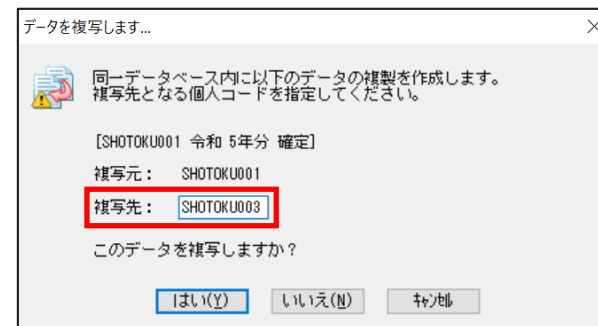 データを複写します...
同一データベース内に以下のデータの複製を作成します。
複写先となる個人コードを指定してください。
[SHOTOKU001 令和 5年分 確定]
複写元： SHOTOKU001
複写先： SHOTOKU003
このデータを複写しますか？
はい(Y) いいえ(N) ｷｬﾝｾﾙ